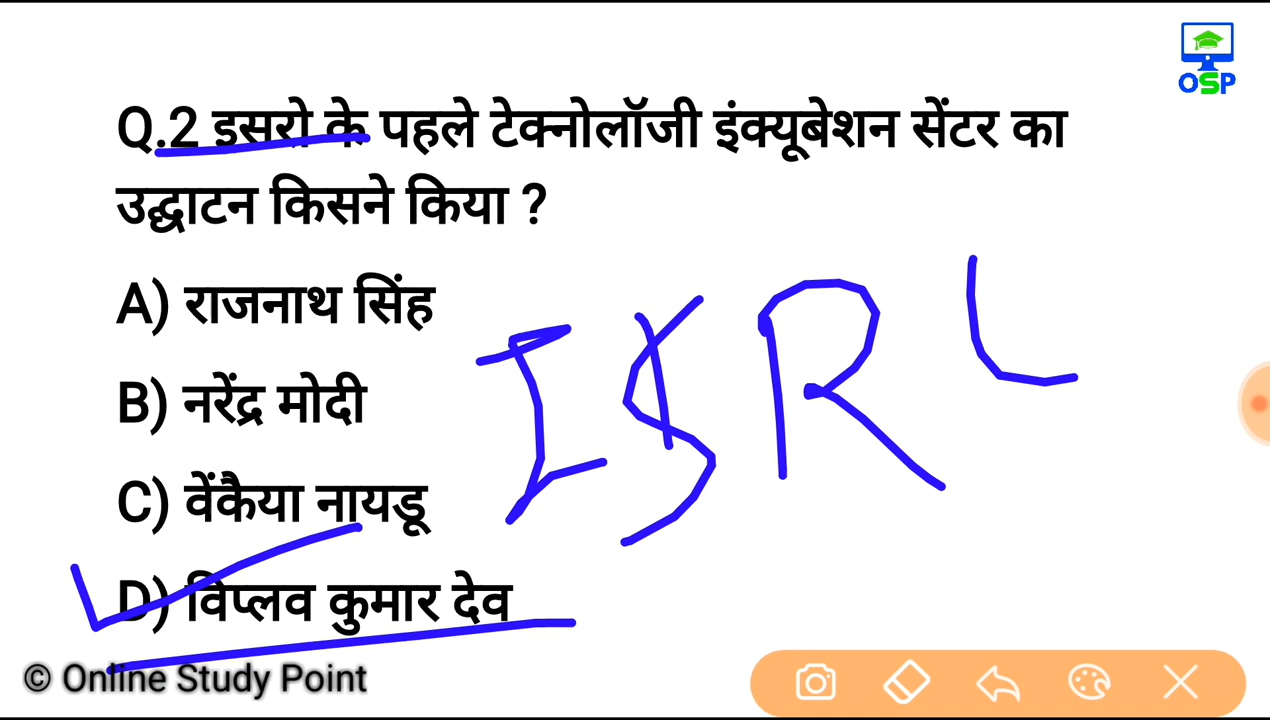 OSP
Q.2 इसरो के पहले टेक्नोलॉजी इंक्यूबेशन सेंटर का
उद्घाटन किसने किया ?
A) राजनाथ सिंह
B) नरेंद्र मोदी
ISR
C) वेंकैया नायडू
D) विप्लव कुमार देव
© Online Study Point